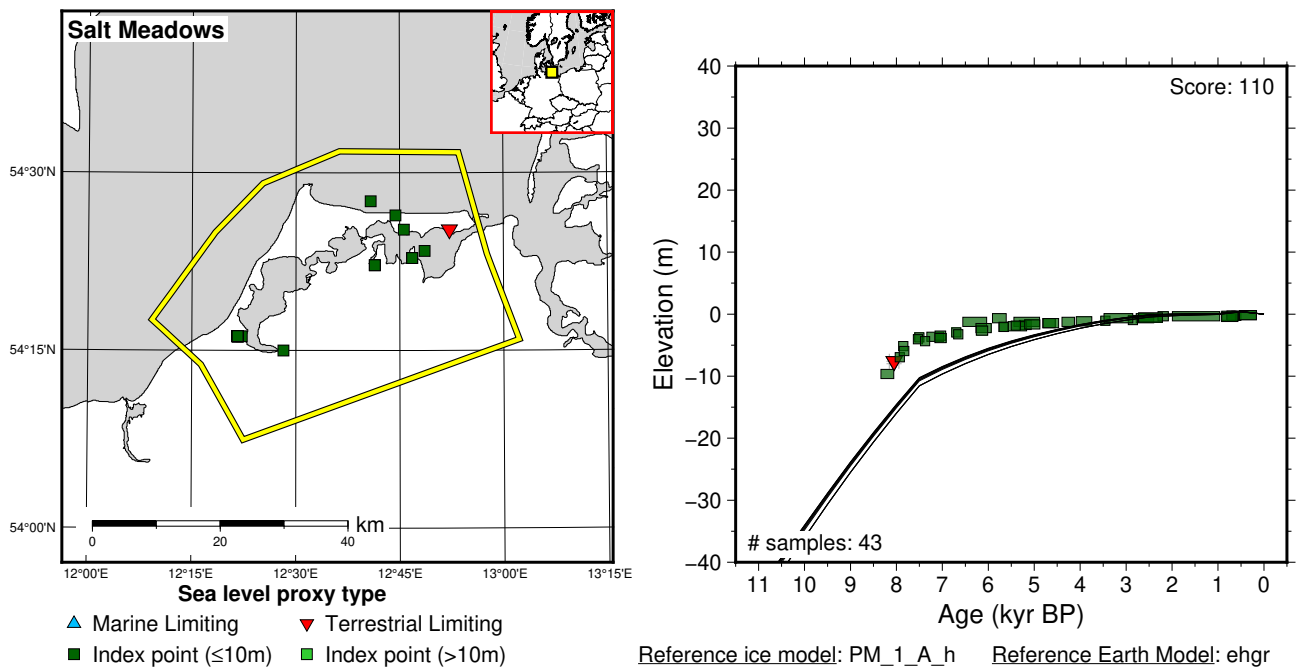 Salt Meadows
54°30'N
54°15'N
54°00'N
0
20
40
km
12°00'E
12°15'E
12°30'E
12°45'E
13°00'E
13°15'E
Sea level proxy type
Marine Limiting
Terrestrial Limiting
Index point (≤10m)
Index point (>10m)
Score: 110
40
30
20
10
0
−10
−20
−30
−40
Elevation (m)
# samples: 43
11 10 9 8 7 6 5 4 3 2 1 0
Age (kyr BP)
Reference ice model: PM_1_A_h
Reference Earth Model: ehgr